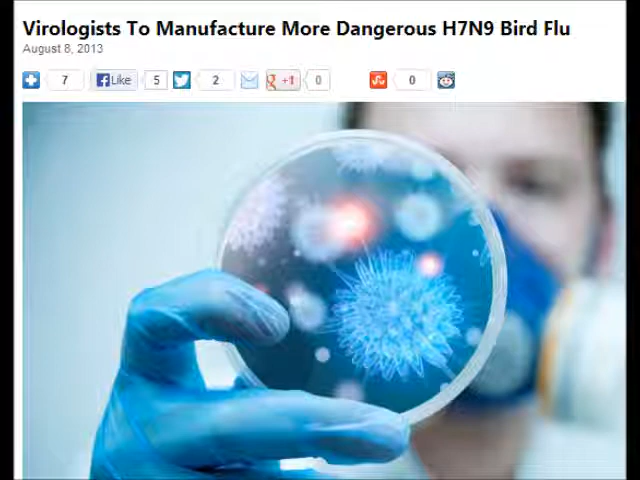 Virologists To Manufacture More Dangerous H7N9 Bird Flu
August 8, 2013
7 Like 5 2 +1 0 0